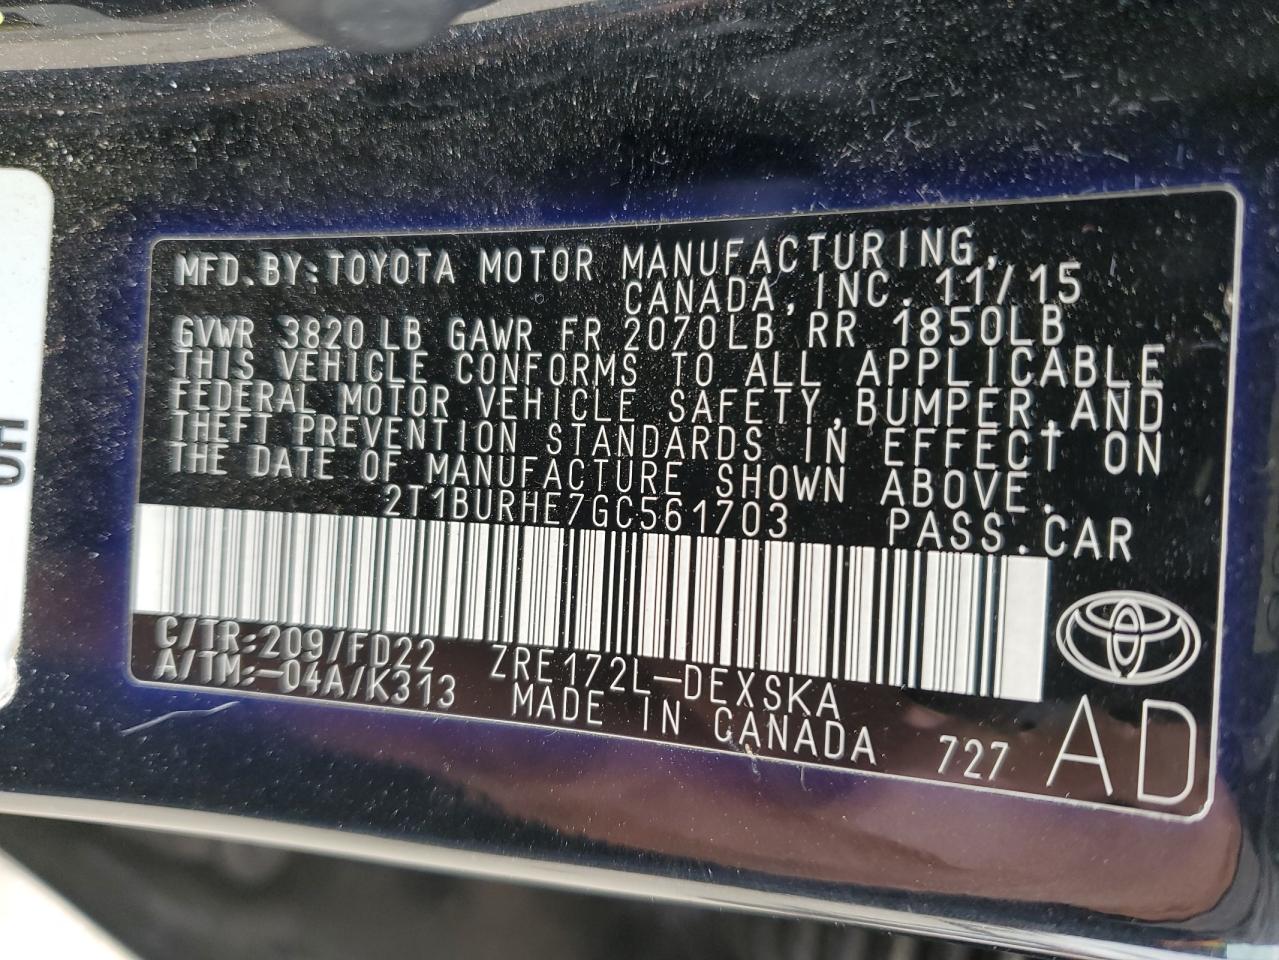 MFD.BY:TOYOTA MOTOR MANUFACTURING,
CANADA,INC. 11/15
GVWR 3820 LB GAWR FR 2070LB RR 1850LB
THIS VEHICLE CONFORMS TO ALL APPLICABLE
FEDERAL MOTOR VEHICLE SAFETY,BUMPER,AND
THEFT PREVENTION STANDARDS IN EFFECT ON
THE DATE OF MANUFACTURE SHOWN ABOVE.
2T1BURHE7GC561703 PASS.CAR
C/TR:209/FD22 ZRE172L-DEXSKA
A/TM:-04A/K313 MADE IN CANADA 727 AD
HO